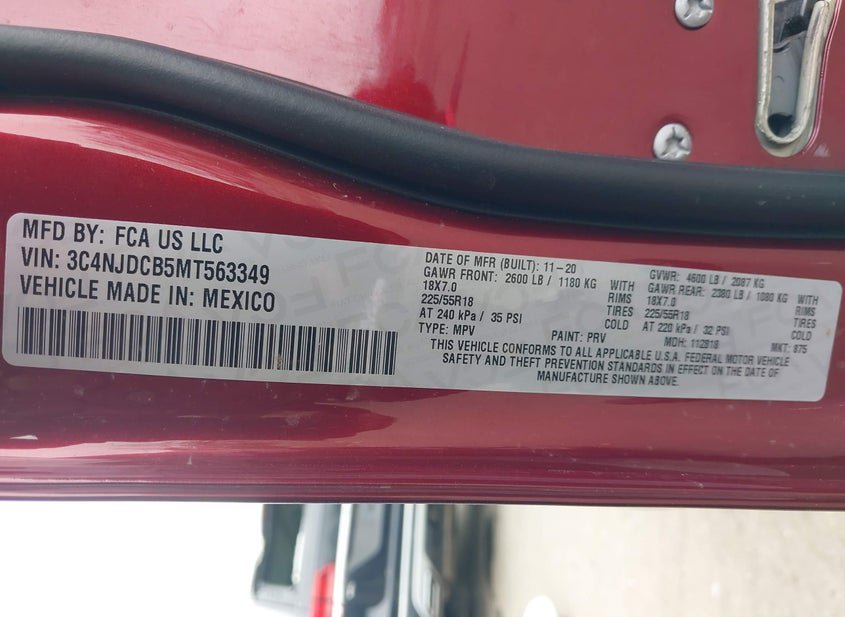 MFD BY: FCA US LLC
VIN: 3C4NJDCB5MT563349
VEHICLE MADE IN: MEXICO
DATE OF MFR (BUILT): 11-20 GVWR: 4600 LB / 2087 KG
GAWR FRONT: 2600 LB / 1180 KG WITH GAWR REAR: 2380 LB / 1080 KG WITH
18X7.0 RIMS 18X7.0 RIMS
225/55R18 TIRES 225/55R18 TIRES
AT 240 kPa / 35 PSI COLD AT 220 kPa / 32 PSI COLD
TYPE: MPV PAINT: PRV MDH: 112818 MKT: 875
THIS VEHICLE CONFORMS TO ALL APPLICABLE U.S.A. FEDERAL MOTOR VEHICLE
SAFETY AND THEFT PREVENTION STANDARDS IN EFFECT ON THE DATE OF
MANUFACTURE SHOWN ABOVE.